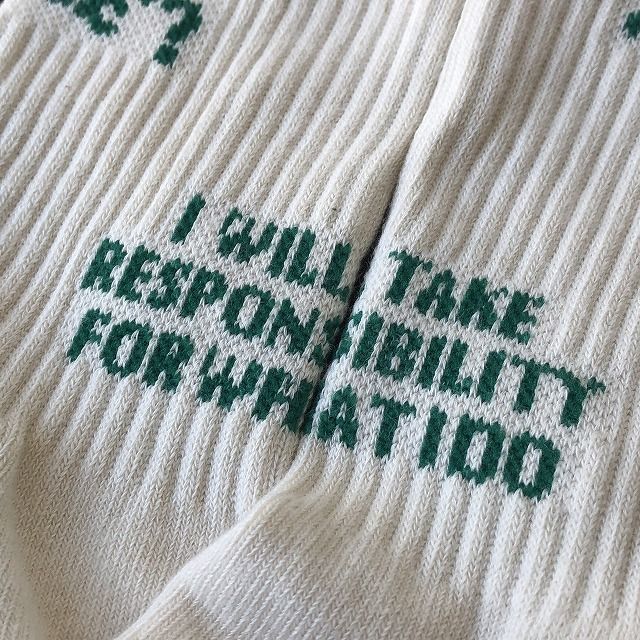 I WILL TAKE
RESPONSIBILITY
FOR WHAT I DO